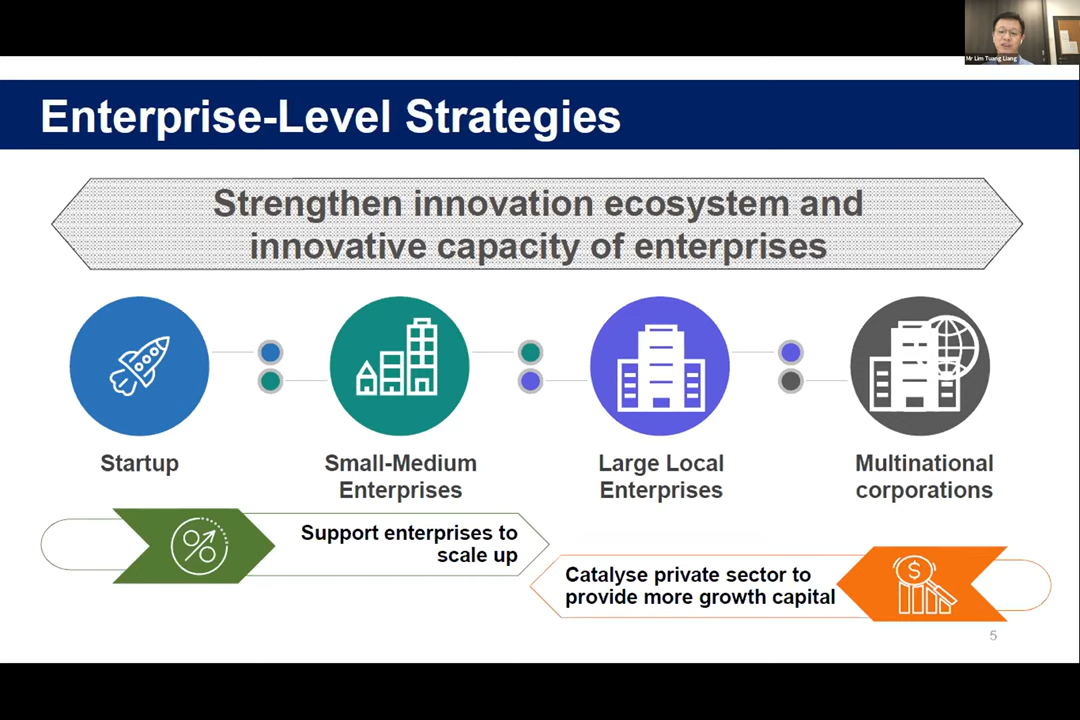 Mr Lim Tuang Liang
Enterprise-Level Strategies
Strengthen innovation ecosystem and
innovative capacity of enterprises
Startup
Small-Medium
Enterprises
Large Local
Enterprises
Multinational
corporations
Support enterprises to
scale up
Catalyse private sector to
provide more growth capital
$
5